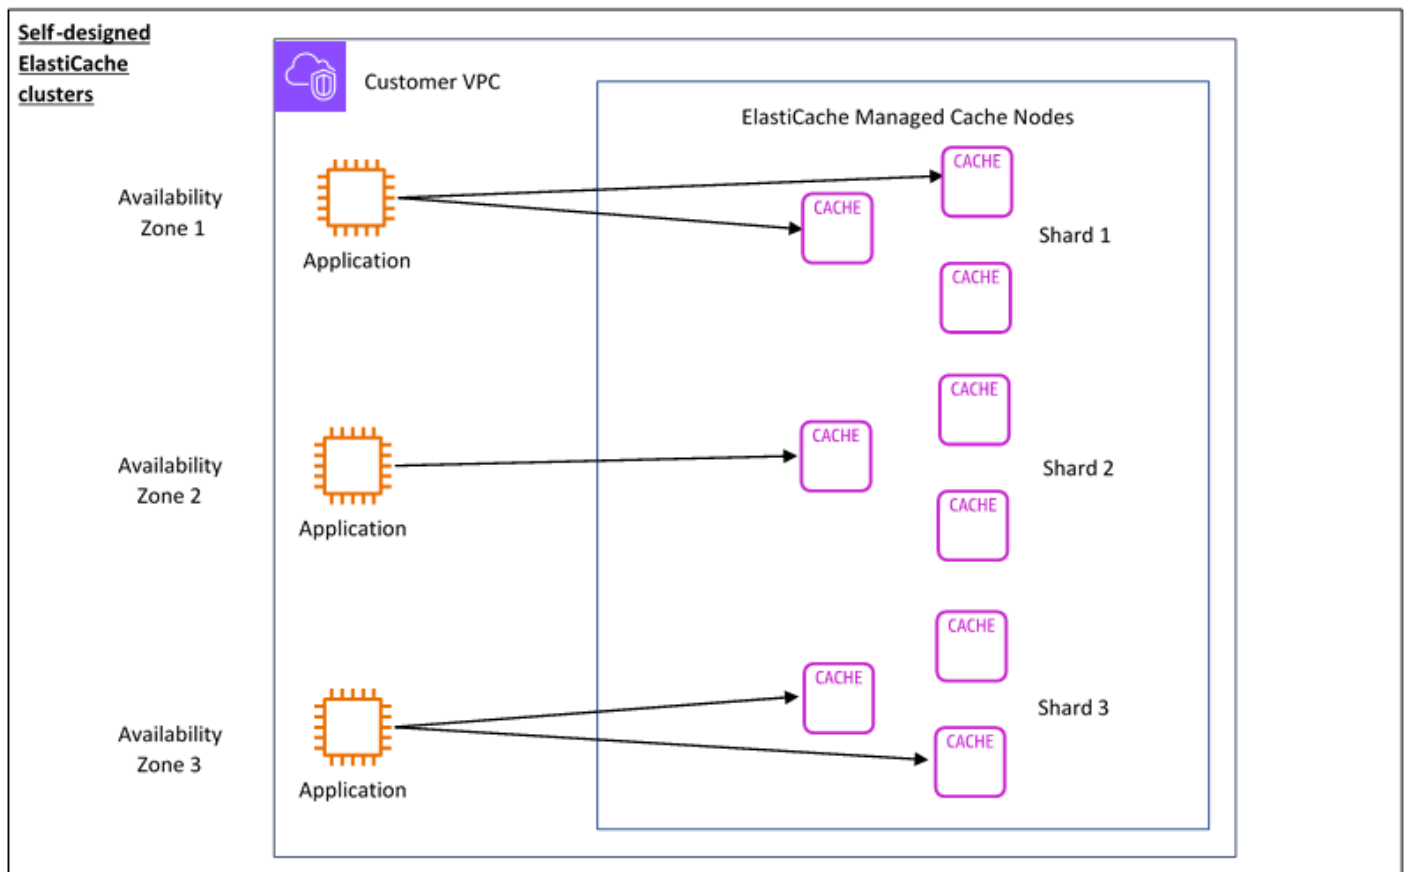 Self-designed
ElastiCache
clusters
Customer VPC
ElastiCache Managed Cache Nodes
Availability
Zone 1
Application
CACHE
CACHE
Shard 1
CACHE
Availability
Zone 2
Application
CACHE
CACHE
Shard 2
CACHE
Availability
Zone 3
Application
CACHE
CACHE
Shard 3
CACHE